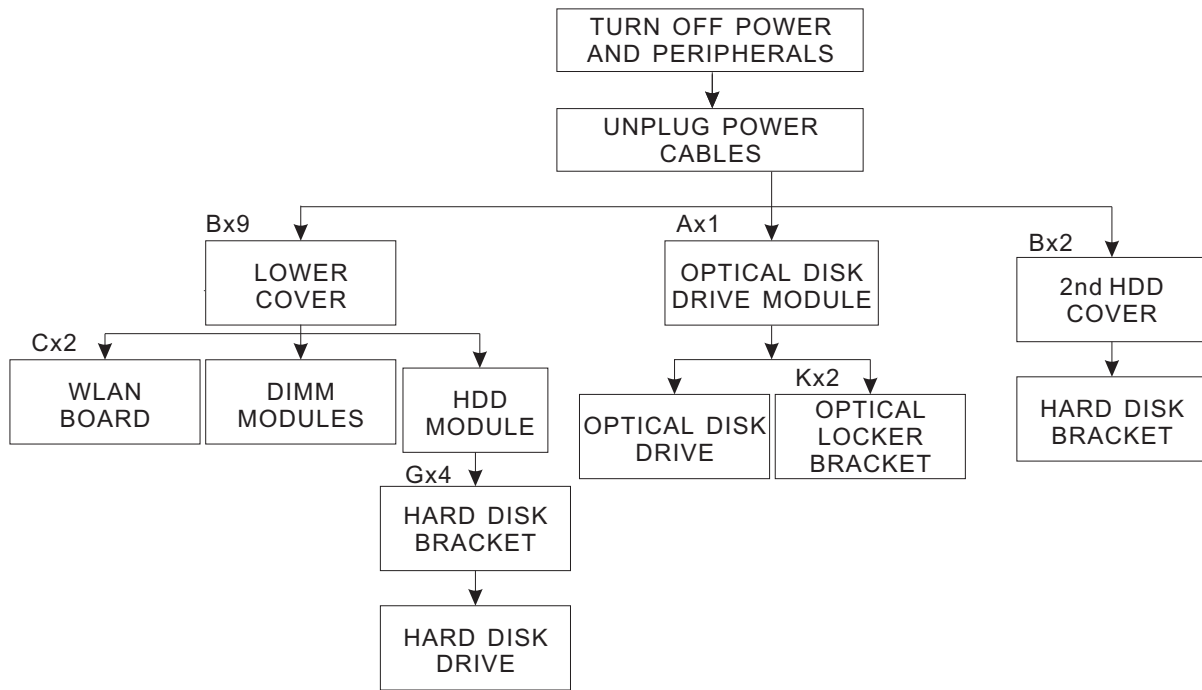 TURN OFF POWER
AND PERIPHERALS
UNPLUG POWER
CABLES
Bx9
LOWER
COVER
Ax1
OPTICAL DISK
DRIVE MODULE
Bx2
2nd HDD
COVER
Cx2
WLAN
BOARD
DIMM
MODULES
HDD
MODULE
OPTICAL DISK
DRIVE
Kx2
OPTICAL
LOCKER
BRACKET
HARD DISK
BRACKET
Gx4
HARD DISK
BRACKET
HARD DISK
DRIVE